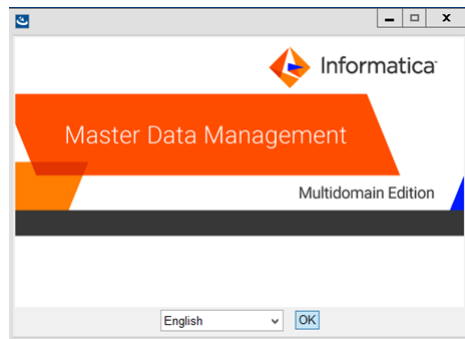 Informatica
Master Data Management
Multidomain Edition
English
OK